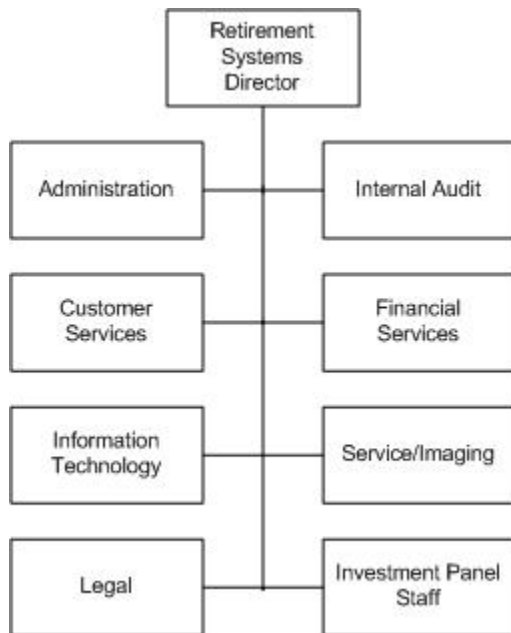 Retirement
Systems
Director
Administration
Internal Audit
Customer
Services
Financial
Services
Information
Technology
Service/Imaging
Legal
Investment Panel
Staff